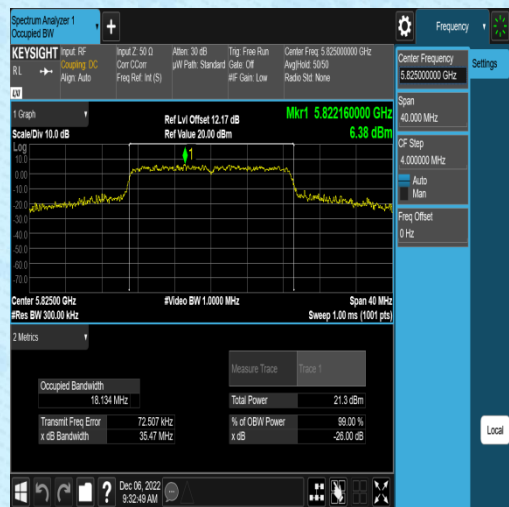 Spectrum Analyzer 1
Occupied BW
Frequency
KEYSIGHT Input: RF
R L
Coupling: DC
Align: Auto
Input Z: 50 Ω
Corr CCorr
Freq Ref: Int (S)
Atten: 30 dB
µW Path: Standard
Trig: Free Run
Gate: Off
#IF Gain: Low
Center Freq: 5.825000000 GHz
Avg|Hold: 50/50
Radio Std: None
1 Graph
Scale/Div 10.0 dB
Ref Lvl Offset 12.17 dB
Ref Value 20.00 dBm
Mkr1 5.822160000 GHz
6.38 dBm
Log
10.0
0.00
-10.0
-20.0
-30.0
-40.0
-50.0
-60.0
-70.0
1
Center 5.82500 GHz
#Res BW 300.00 kHz
#Video BW 1.0000 MHz
Span 40 MHz
Sweep 1.00 ms (1001 pts)
2 Metrics
Measure Trace Trace 1
Occupied Bandwidth
18.134 MHz
Total Power 21.3 dBm
Transmit Freq Error 72.507 kHz
x dB Bandwidth 35.47 MHz
% of OBW Power 99.00 %
x dB -26.00 dB
Dec 06, 2022
9:32:49 AM
Center Frequency
5.825000000 GHz
Settings
Span
40.000 MHz
CF Step
4.000000 MHz
Auto
Man
Freq Offset
0 Hz
Local